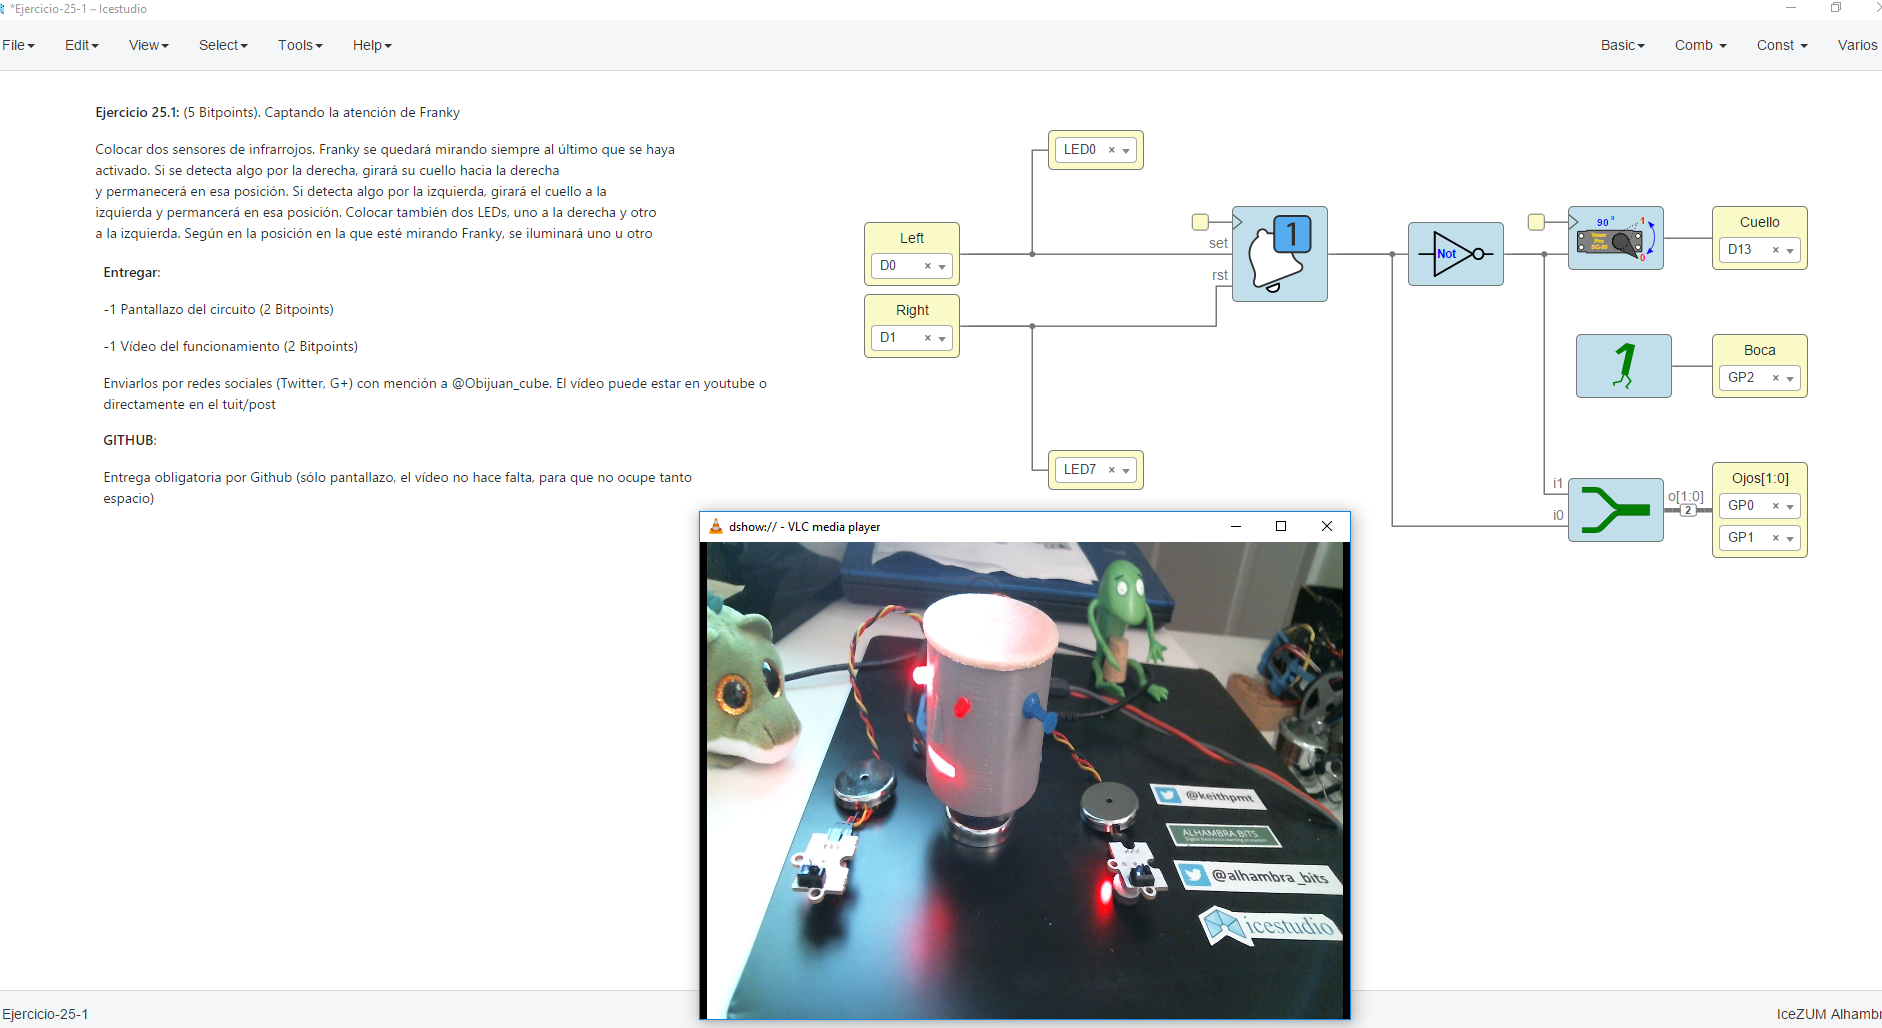 *Ejercicio-25-1 – Icestudio
File Edit View Select Tools Help Basic Comb Const Varios
Ejercicio 25.1: (5 Bitpoints). Captando la atención de Franky
Colocar dos sensores de infrarrojos. Franky se quedará mirando siempre al último que se haya
activado. Si se detecta algo por la derecha, girará su cuello hacia la derecha
y permanecerá en esa posición. Si detecta algo por la izquierda, girará el cuello a la
izquierda y permancerá en esa posición. Colocar también dos LEDs, uno a la derecha y otro
a la izquierda. Según en la posición en la que esté mirando Franky, se iluminará uno u otro
Entregar:
-1 Pantallazo del circuito (2 Bitpoints)
-1 Vídeo del funcionamiento (2 Bitpoints)
Enviarlos por redes sociales (Twitter, G+) con mención a @Obijuan_cube. El vídeo puede estar en youtube o
directamente en el tuit/post
GITHUB:
Entrega obligatoria por Github (sólo pantallazo, el vídeo no hace falta, para que no ocupe tanto
espacio)
LED0
Left
D0
Right
D1
LED7
set
rst
1
Not
90°
1
0
Tower
Pro
SG-90
Cuello
D13
1
Boca
GP2
i1
i0
o[1:0]
2
Ojos[1:0]
GP0
GP1
dshow:// - VLC media player
@keithpmt
ALHAMBRA BITS
@alhambra_bits
icestudio
Ejercicio-25-1
IceZUM Alhambr